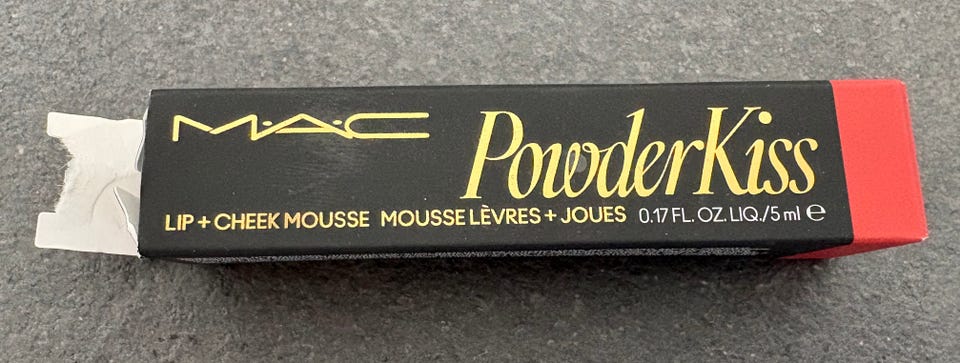 M·A·C
PowderKiss
LIP + CHEEK MOUSSE MOUSSE LÈVRES + JOUES 0.17 FL. OZ. LIQ./5 ml ℮